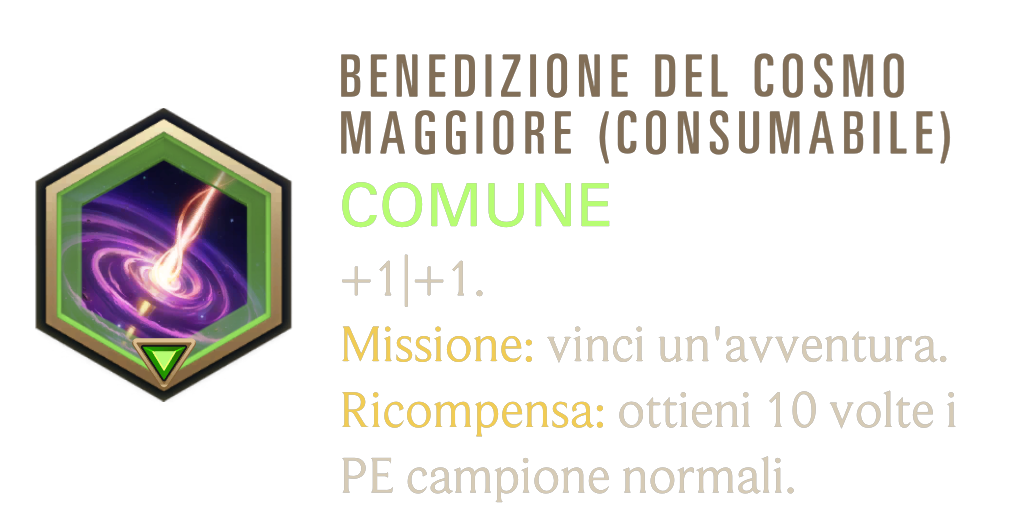 BENEDIZIONE DEL COSMO
MAGGIORE (CONSUMABILE)
COMUNE
+1|+1.
Missione: vinci un'avventura.
Ricompensa: ottieni 10 volte i
PE campione normali.